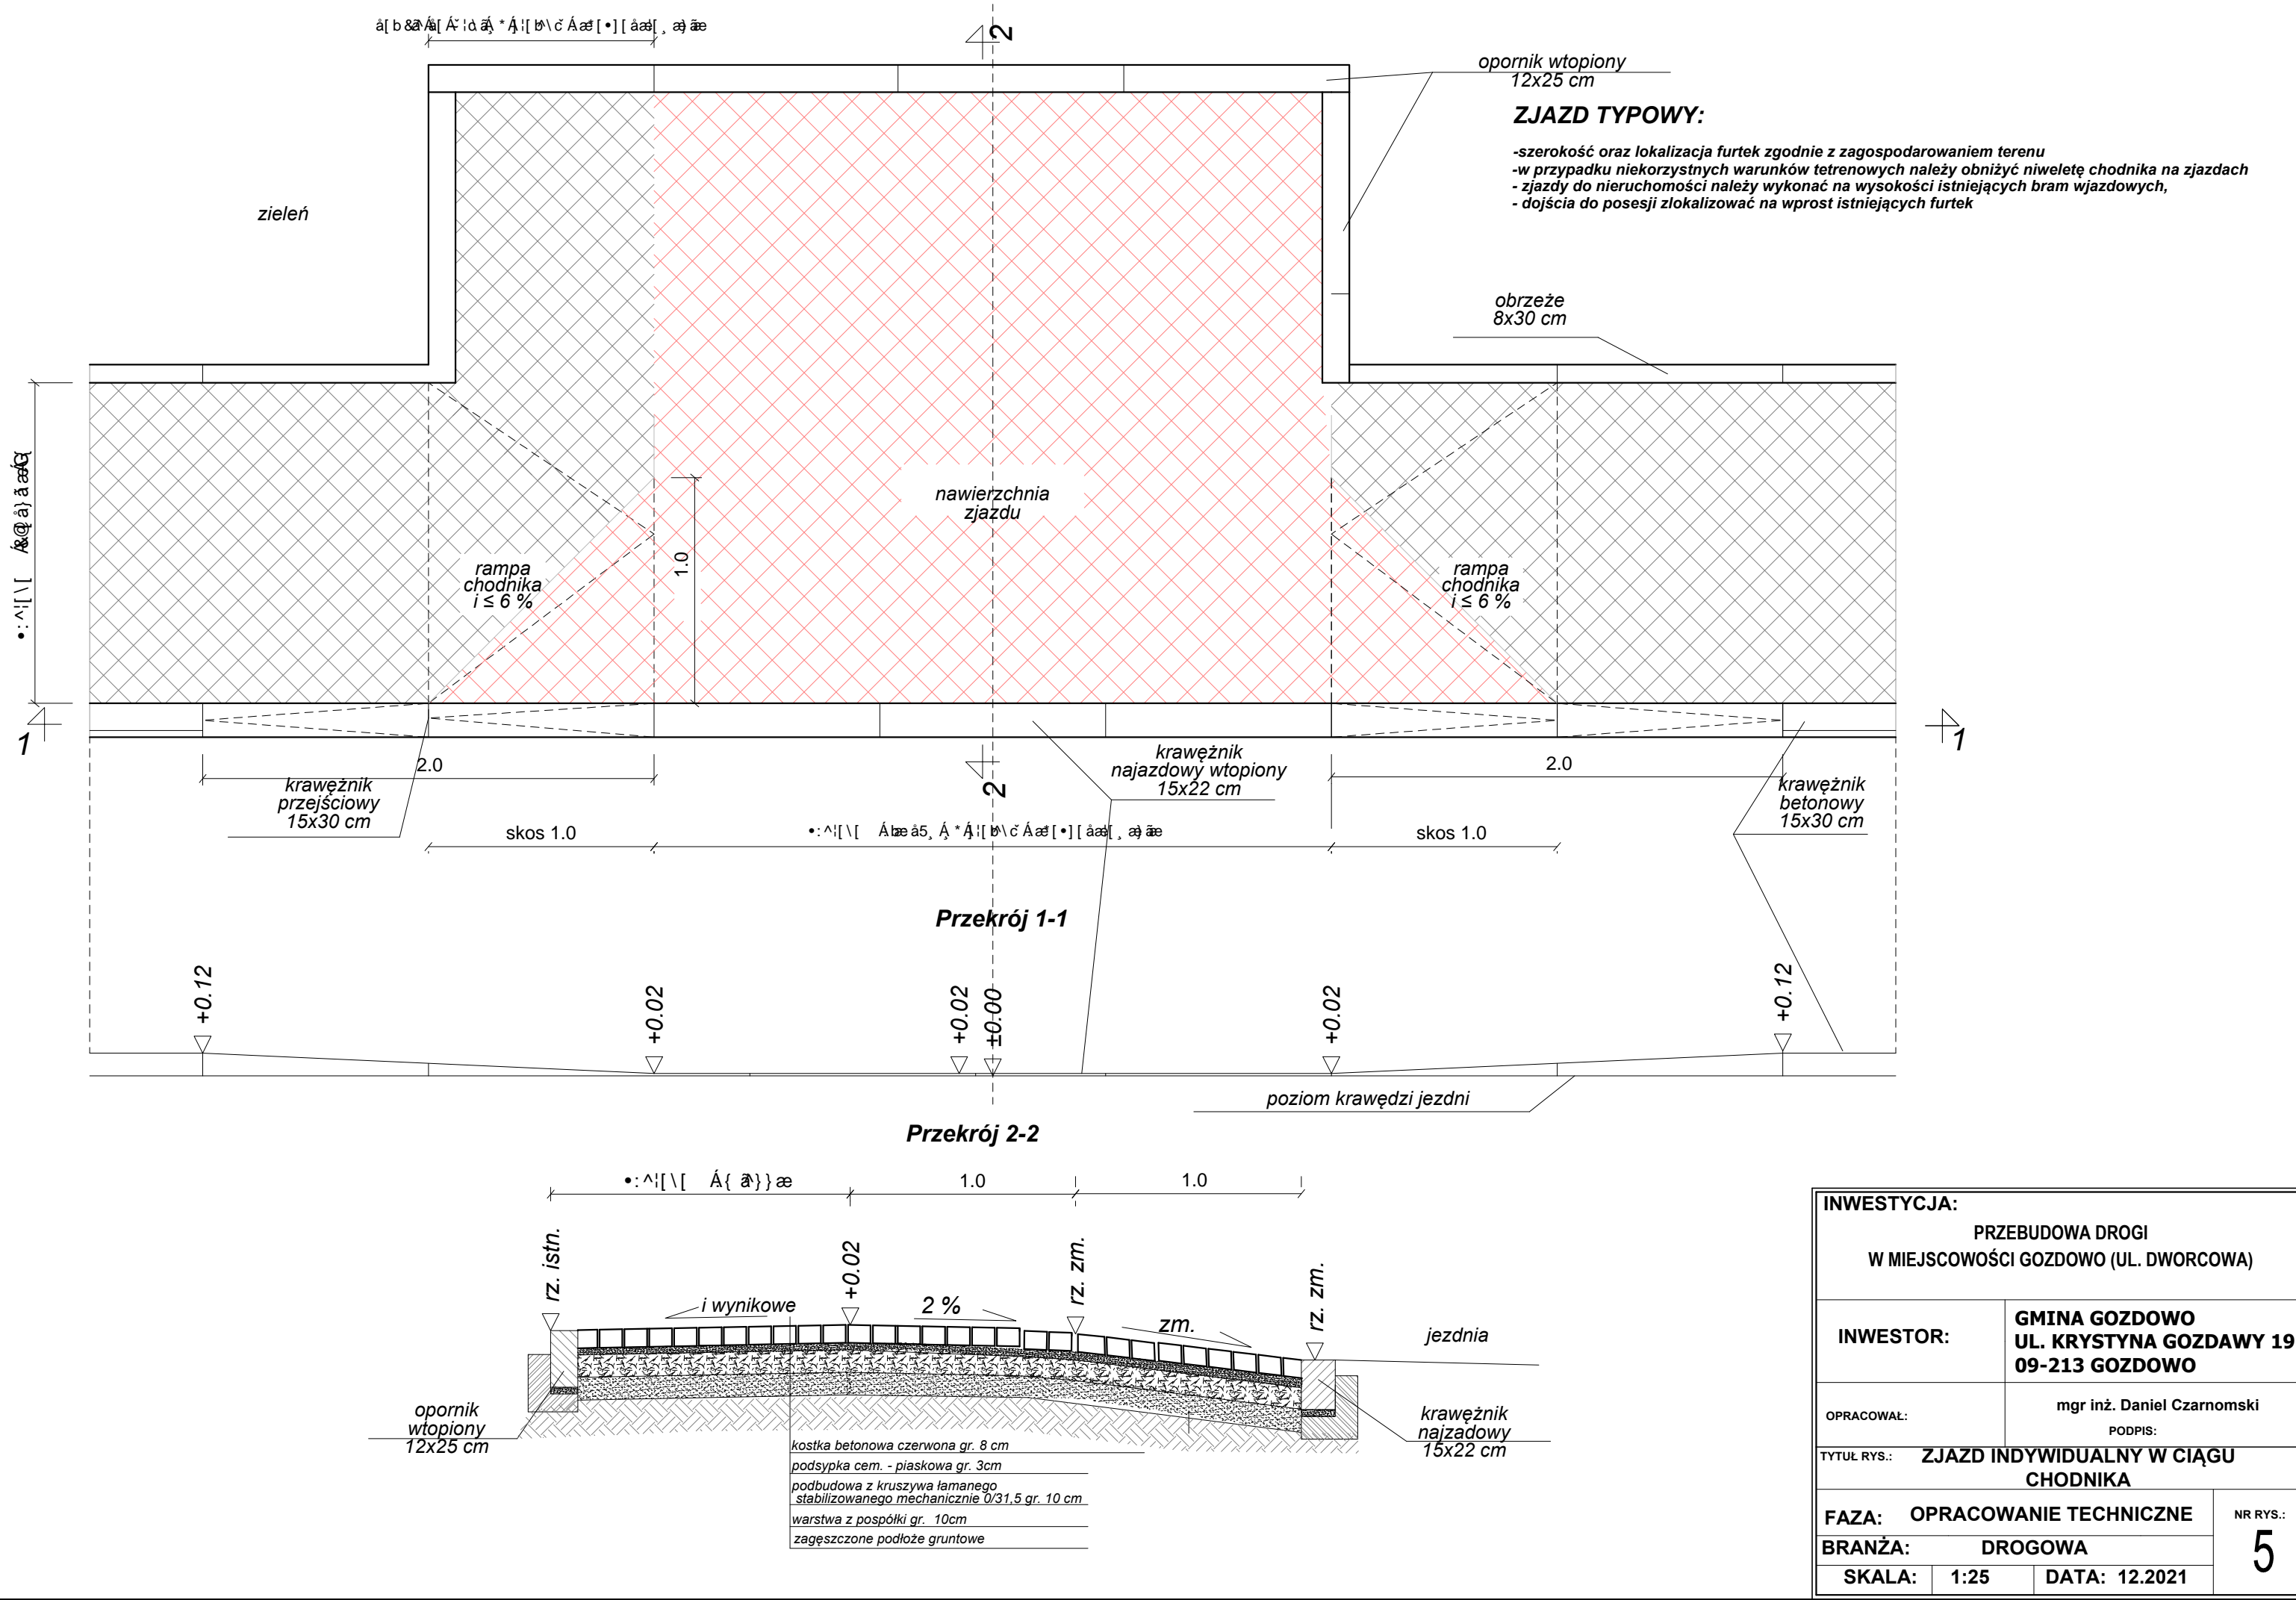 2
opornik wtopiony
12x25 cm
ZJAZD TYPOWY:
-szerokość oraz lokalizacja furtek zgodnie z zagospodarowaniem terenu
-w przypadku niekorzystnych warunków tetrenowych należy obniżyć niweletę chodnika na zjazdach
- zjazdy do nieruchomości należy wykonać na wysokości istniejących bram wjazdowych,
- dojścia do posesji zlokalizować na wprost istniejących furtek
zieleń
obrzeże
8x30 cm
nawierzchnia
zjazdu
1.0
rampa
chodnika
i ≤ 6 %
rampa
chodnika
i ≤ 6 %
1
1
2.0
krawężnik
przejściowy
15x30 cm
2
krawężnik
najazdowy wtopiony
15x22 cm
2.0
krawężnik
betonowy
15x30 cm
skos 1.0
skos 1.0
Przekrój 1-1
+0.12
+0.02
+0.02
±0.00
+0.02
+0.12
poziom krawędzi jezdni
Przekrój 2-2
1.0
1.0
rz. istn.
+0.02
rz. zm.
rz. zm.
i wynikowe
2 %
zm.
jezdnia
opornik
wtopiony
12x25 cm
krawężnik
najzadowy
15x22 cm
kostka betonowa czerwona gr. 8 cm
podsypka cem. - piaskowa gr. 3cm
podbudowa z kruszywa łamanego
stabilizowanego mechanicznie 0/31,5 gr. 10 cm
warstwa z pospółki gr. 10cm
zagęszczone podłoże gruntowe
INWESTYCJA:
PRZEBUDOWA DROGI
W MIEJSCOWOŚCI GOZDOWO (UL. DWORCOWA)
INWESTOR:
GMINA GOZDOWO
UL. KRYSTYNA GOZDAWY 19
09-213 GOZDOWO
OPRACOWAŁ:
mgr inż. Daniel Czarnomski
PODPIS:
TYTUŁ RYS.: ZJAZD INDYWIDUALNY W CIĄGU
CHODNIKA
FAZA: OPRACOWANIE TECHNICZNE
NR RYS.:
5
BRANŻA: DROGOWA
SKALA: 1:25 DATA: 12.2021